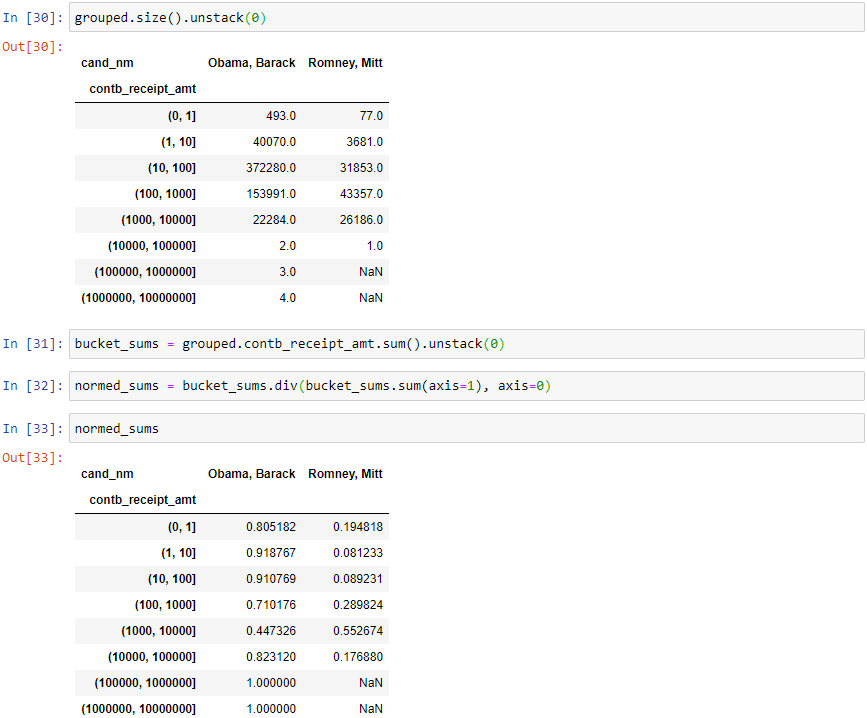 In [30]: grouped.size().unstack(0)
Out[30]:
cand_nm Obama, Barack Romney, Mitt
contb_receipt_amt
(0, 1] 493.0 77.0
(1, 10] 40070.0 3681.0
(10, 100] 372280.0 31853.0
(100, 1000] 153991.0 43357.0
(1000, 10000] 22284.0 26186.0
(10000, 100000] 2.0 1.0
(100000, 1000000] 3.0 NaN
(1000000, 10000000] 4.0 NaN
In [31]: bucket_sums = grouped.contb_receipt_amt.sum().unstack(0)
In [32]: normed_sums = bucket_sums.div(bucket_sums.sum(axis=1), axis=0)
In [33]: normed_sums
Out[33]:
cand_nm Obama, Barack Romney, Mitt
contb_receipt_amt
(0, 1] 0.805182 0.194818
(1, 10] 0.918767 0.081233
(10, 100] 0.910769 0.089231
(100, 1000] 0.710176 0.289824
(1000, 10000] 0.447326 0.552674
(10000, 100000] 0.823120 0.176880
(100000, 1000000] 1.000000 NaN
(1000000, 10000000] 1.000000 NaN